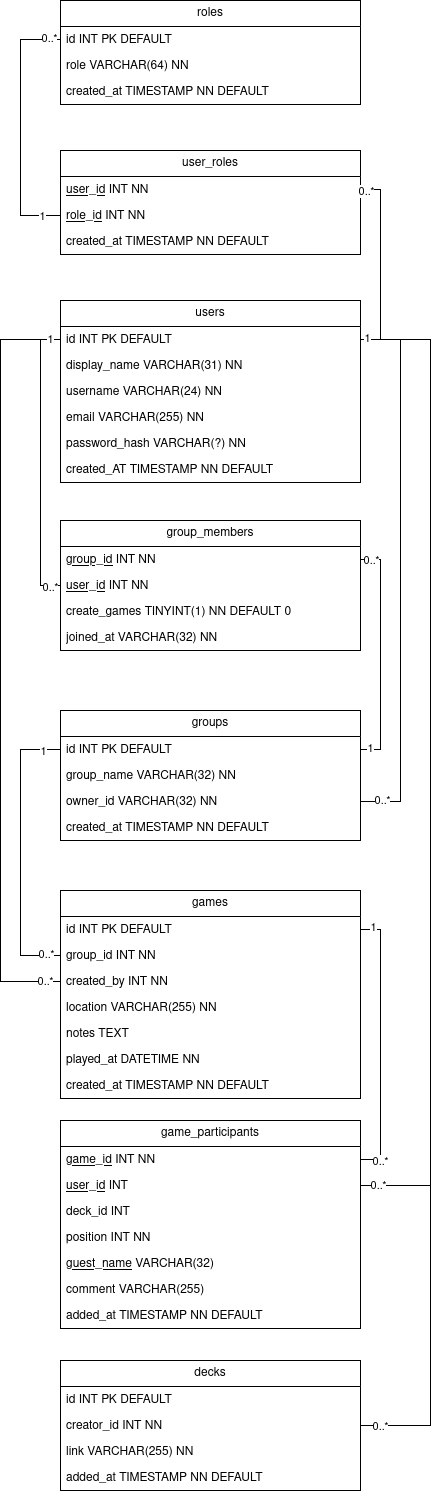 roles
id INT PK DEFAULT
0..*
role VARCHAR(64) NN
created_at TIMESTAMP NN DEFAULT
user_roles
user_id INT NN
0..*
role_id INT NN
1
created_at TIMESTAMP NN DEFAULT
users
1
id INT PK DEFAULT
1
display_name VARCHAR(31) NN
username VARCHAR(24) NN
email VARCHAR(255) NN
password_hash VARCHAR(?) NN
created_AT TIMESTAMP NN DEFAULT
group_members
group_id INT NN
0..*
0..*
user_id INT NN
create_games TINYINT(1) NN DEFAULT 0
joined_at VARCHAR(32) NN
groups
1
id INT PK DEFAULT
1
group_name VARCHAR(32) NN
owner_id VARCHAR(32) NN
0..*
created_at TIMESTAMP NN DEFAULT
games
id INT PK DEFAULT
1
0..*
group_id INT NN
0..*
created_by INT NN
location VARCHAR(255) NN
notes TEXT
played_at DATETIME NN
created_at TIMESTAMP NN DEFAULT
game_participants
game_id INT NN
0..*
user_id INT
0..*
deck_id INT
position INT NN
guest_name VARCHAR(32)
comment VARCHAR(255)
added_at TIMESTAMP NN DEFAULT
decks
id INT PK DEFAULT
creator_id INT NN
0..*
link VARCHAR(255) NN
added_at TIMESTAMP NN DEFAULT